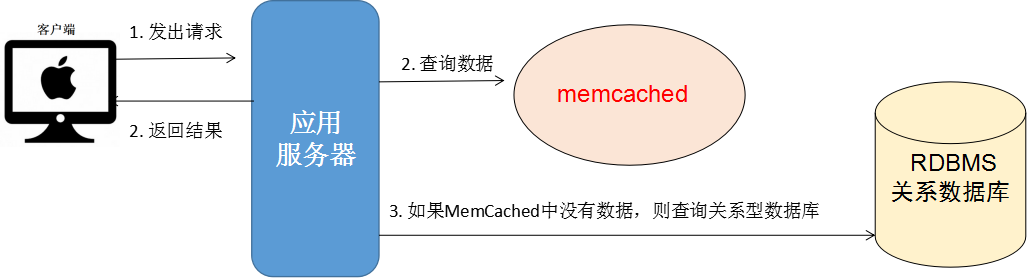 客户端
1. 发出请求
2. 返回结果
应用
服务器
2. 查询数据
memcached
3. 如果MemCached中没有数据，则查询关系型数据库
RDBMS
关系数据库